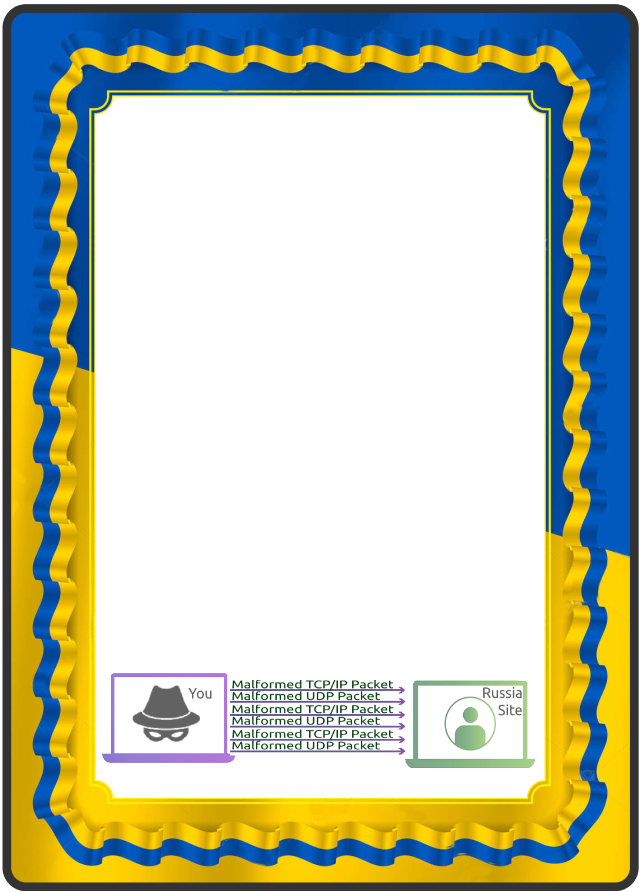 You
Malformed TCP/IP Packet
Malformed UDP Packet
Malformed TCP/IP Packet
Malformed UDP Packet
Malformed TCP/IP Packet
Malformed UDP Packet
Russia
Site